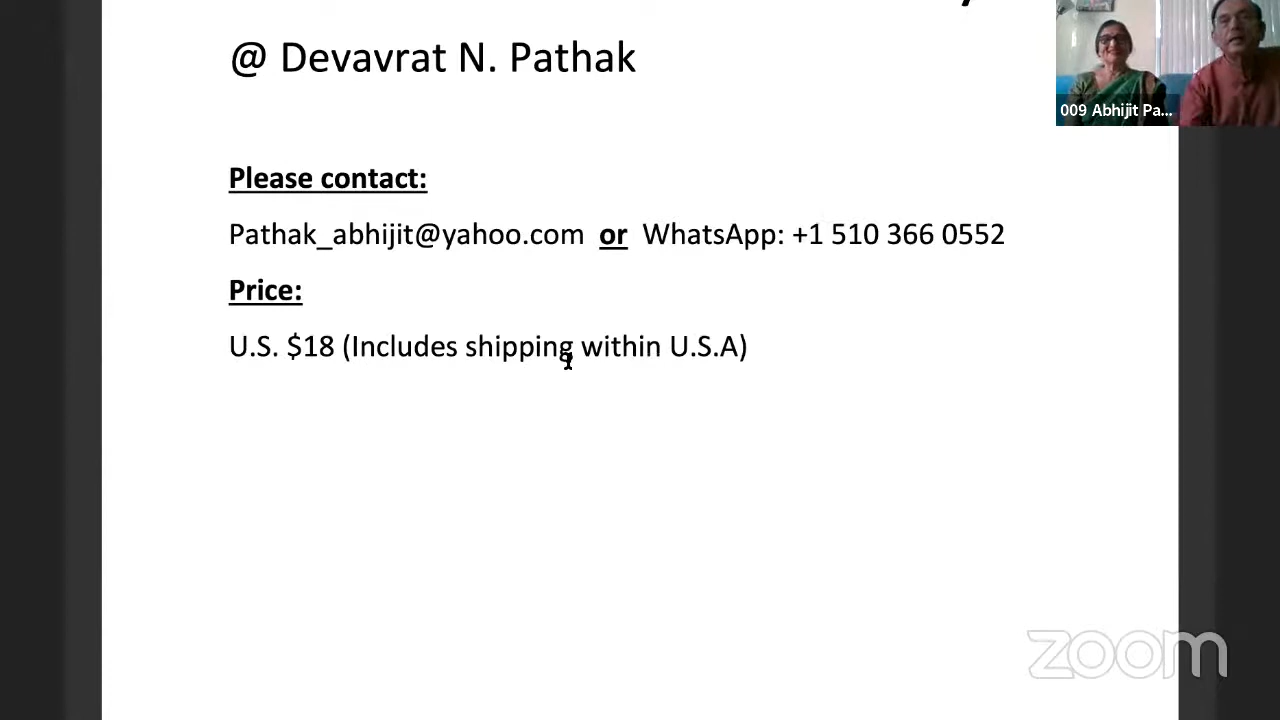 @ Devavrat N. Pathak
009 Abhijit Pa...
Please contact:
Pathak_abhijit@yahoo.com or WhatsApp: +1 510 366 0552
Price:
U.S. $18 (Includes shipping within U.S.A)
zoom